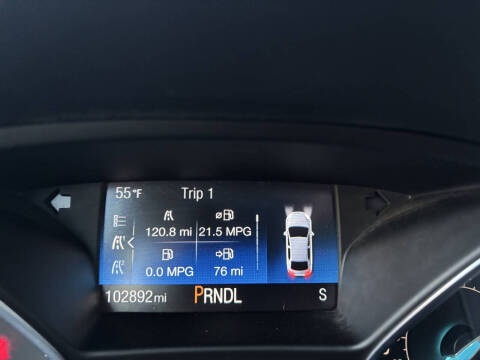 55°F Trip 1
120.8 mi 21.5 MPG
0.0 MPG 76 mi
102892mi PRNDL S